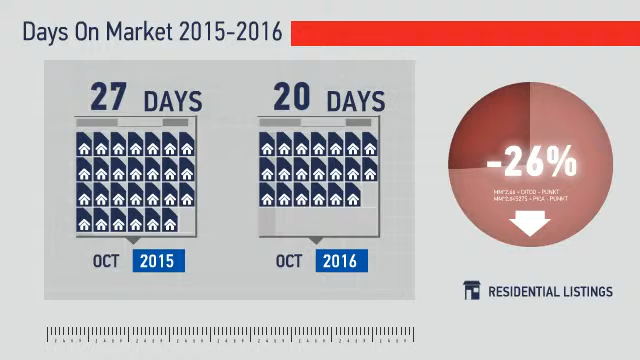 Days On Market 2015-2016
27 DAYS
20 DAYS
OCT 2015
OCT 2016
-26%
RESIDENTIAL LISTINGS